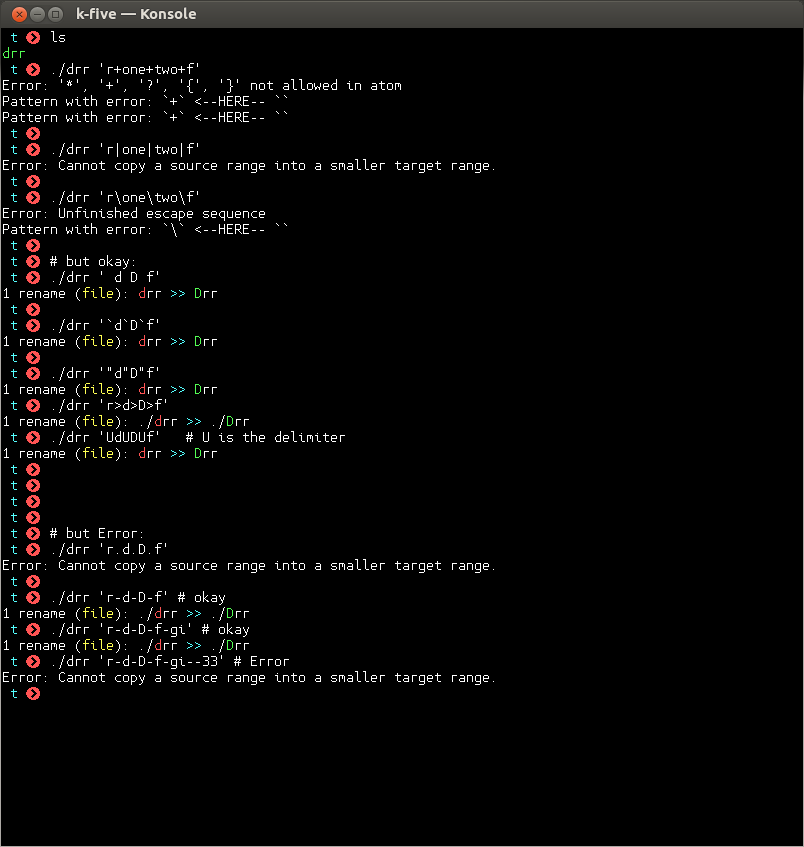 k-five — Konsole
t ls
drr
t ./drr 'r+one+two+f'
Error: '*', '+', '?', '{', '}' not allowed in atom
Pattern with error: `+` <--HERE-- ``
Pattern with error: `+` <--HERE-- ``
t
t ./drr 'r|one|two|f'
Error: Cannot copy a source range into a smaller target range.
t
t ./drr 'r\one\two\f'
Error: Unfinished escape sequence
Pattern with error: `\` <--HERE-- ``
t
t # but okay:
t ./drr ' d D f'
1 rename (file): drr >> Drr
t
t ./drr '`d`D`f'
1 rename (file): drr >> Drr
t
t ./drr '"d"D"f'
1 rename (file): drr >> Drr
t ./drr 'r>d>D>f'
1 rename (file): ./drr >> ./Drr
t ./drr 'UdUDUf'   # U is the delimiter
1 rename (file): drr >> Drr
t
t
t
t
t # but Error:
t ./drr 'r.d.D.f'
Error: Cannot copy a source range into a smaller target range.
t
t ./drr 'r-d-D-f' # okay
1 rename (file): ./drr >> ./Drr
t ./drr 'r-d-D-f-gi' # okay
1 rename (file): ./drr >> ./Drr
t ./drr 'r-d-D-f-gi--33' # Error
Error: Cannot copy a source range into a smaller target range.
t